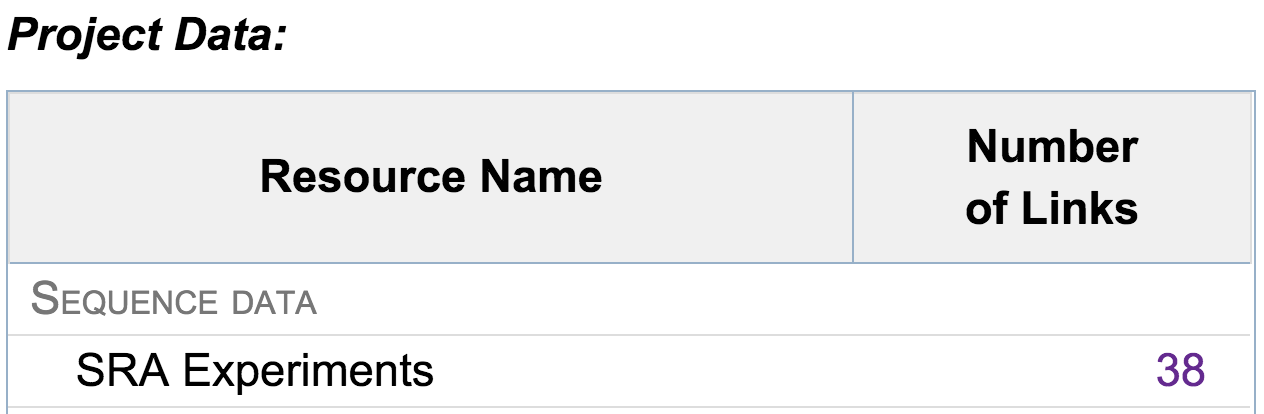 Project Data:
Resource Name
Number
of Links
SEQUENCE DATA
SRA Experiments
38